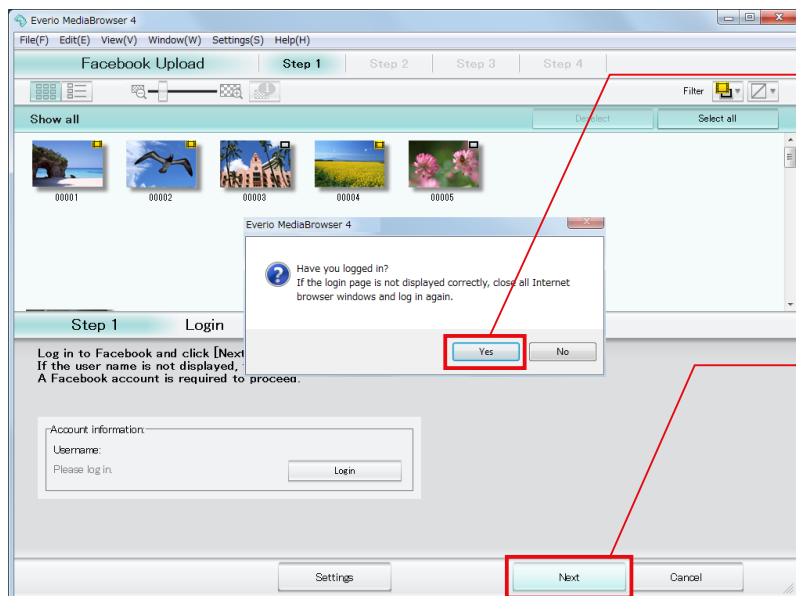 Everio MediaBrowser 4
File(F) Edit(E) View(V) Window(W) Settings(S) Help(H)
Facebook Upload Step 1 Step 2 Step 3 Step 4
Filter
Show all Deselect Select all
00001 00002 00003 00004 00005
Everio MediaBrowser 4
Have you logged in?
If the login page is not displayed correctly, close all Internet
browser windows and log in again.
Yes No
Step 1 Login
Log in to Facebook and click [Next
If the user name is not displayed,
A Facebook account is required to proceed.
Account information:
Username:
Please log in. Login
Settings Next Cancel